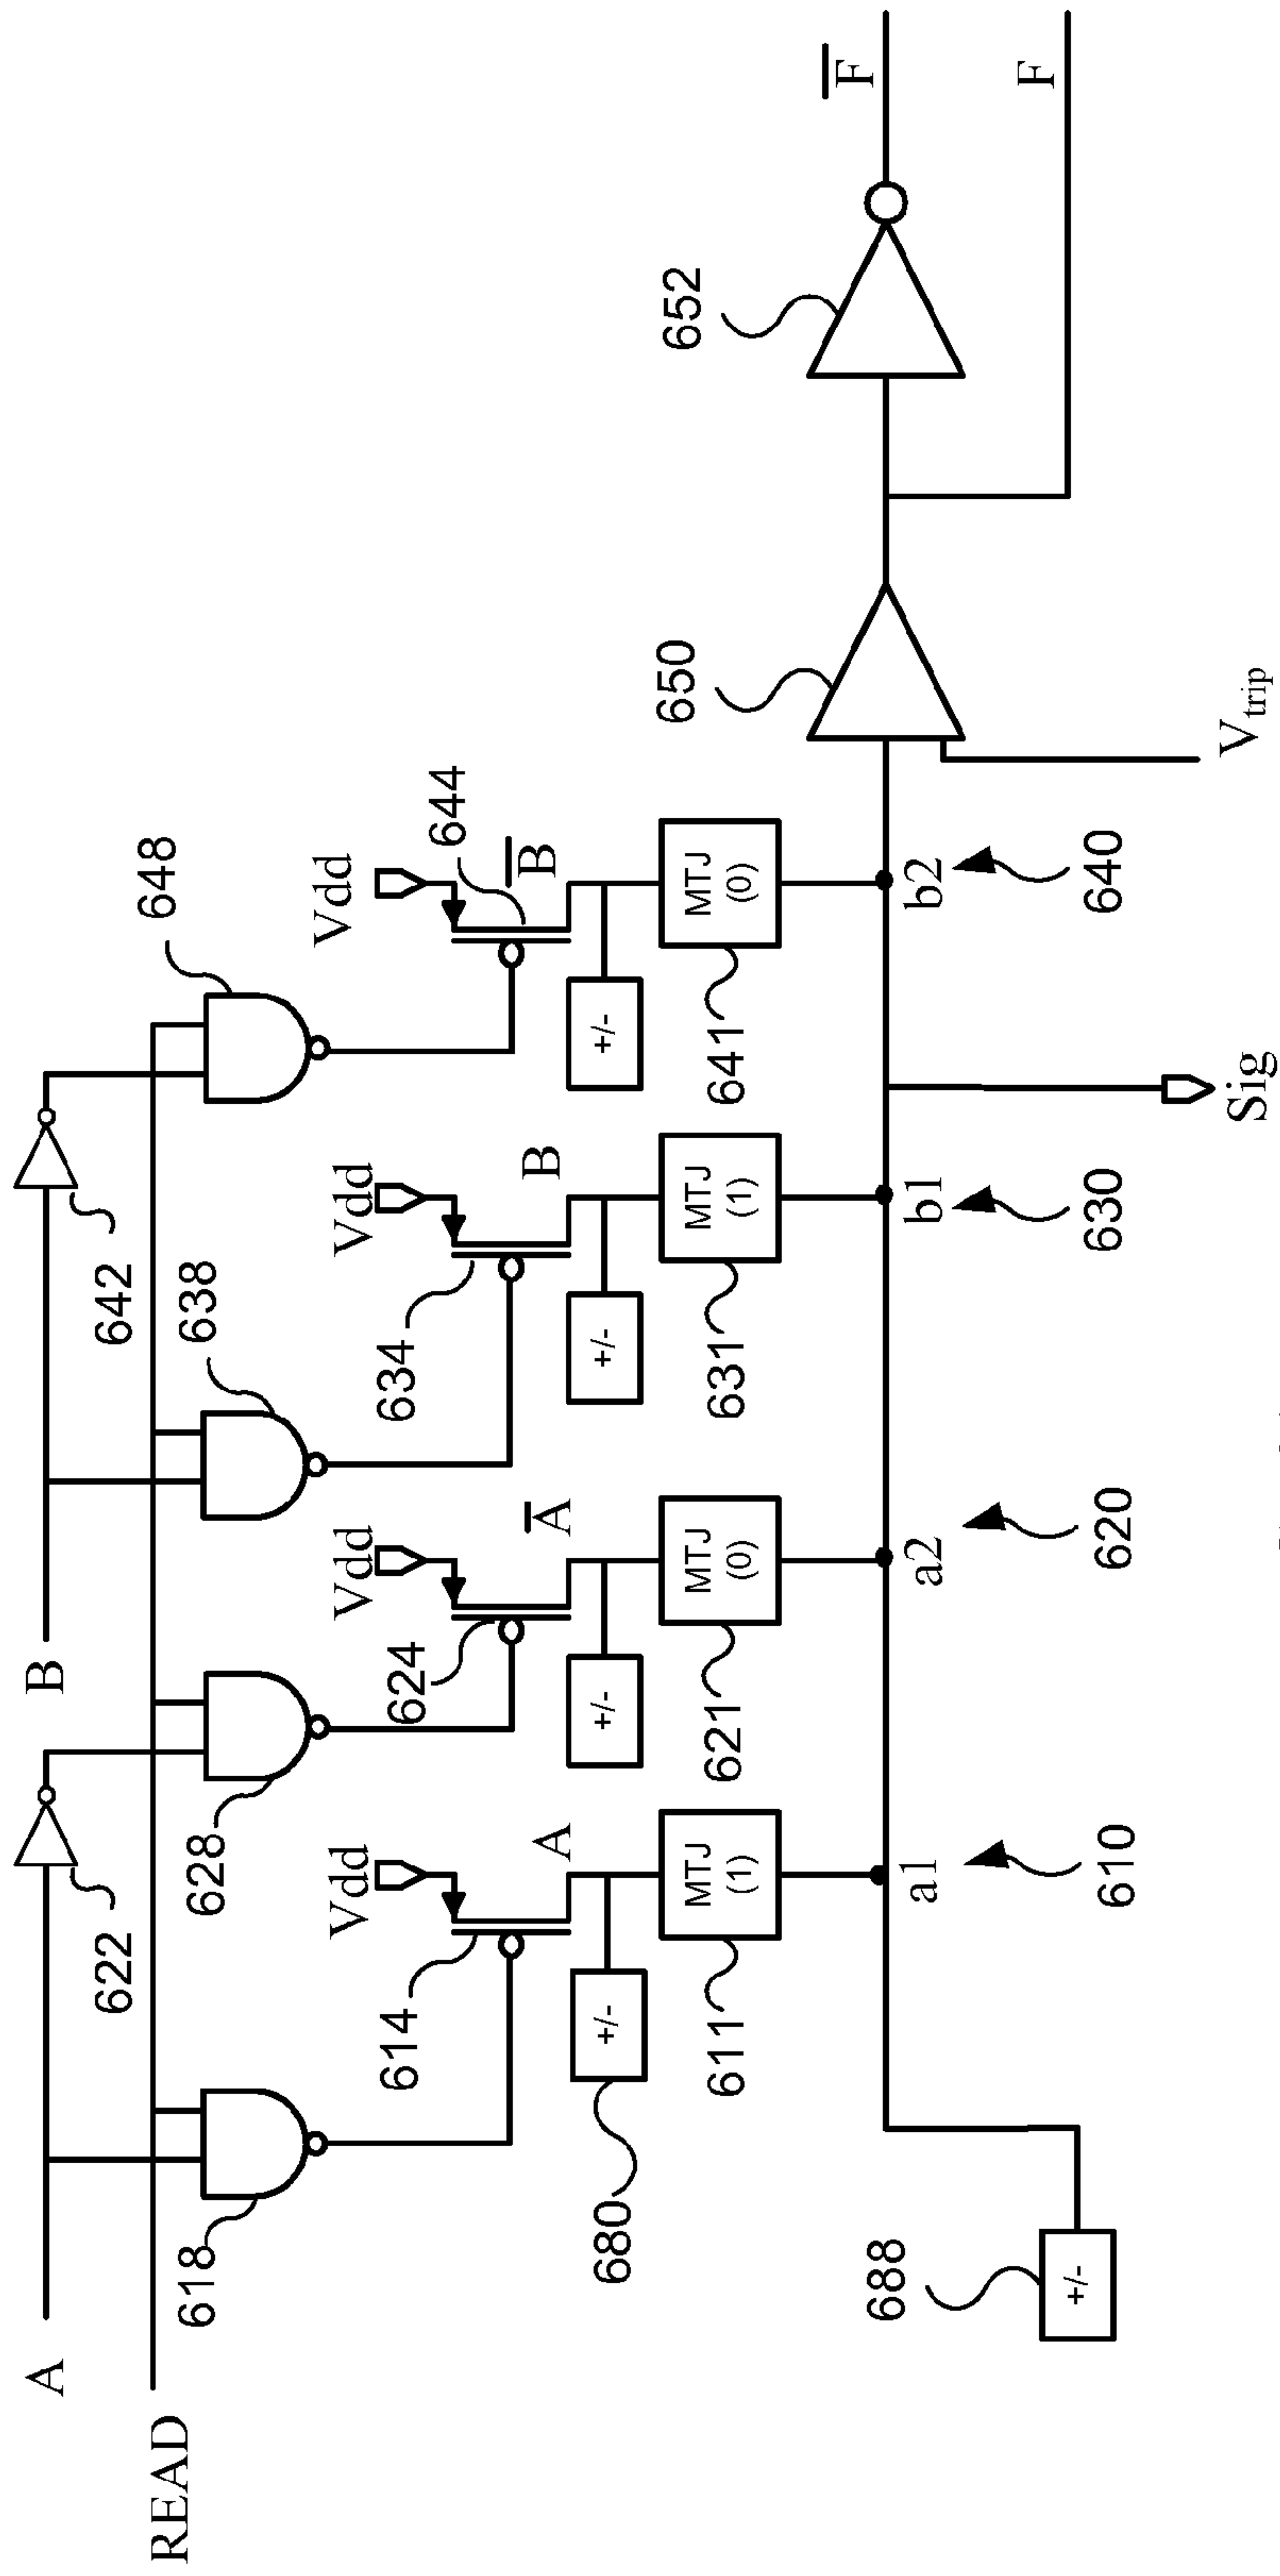 A
B
READ
618
622
628
638
642
648
Vdd
Vdd
Vdd
Vdd
614
624
634
644
A
A̅
B
B̅
680
+/-
+/-
+/-
+/-
611
MTJ
(1)
621
MTJ
(0)
631
MTJ
(1)
641
MTJ
(0)
650
652
F̅
688
a1
a2
b1
b2
F
+/-
610
620
630
640
Sig
Vtrip